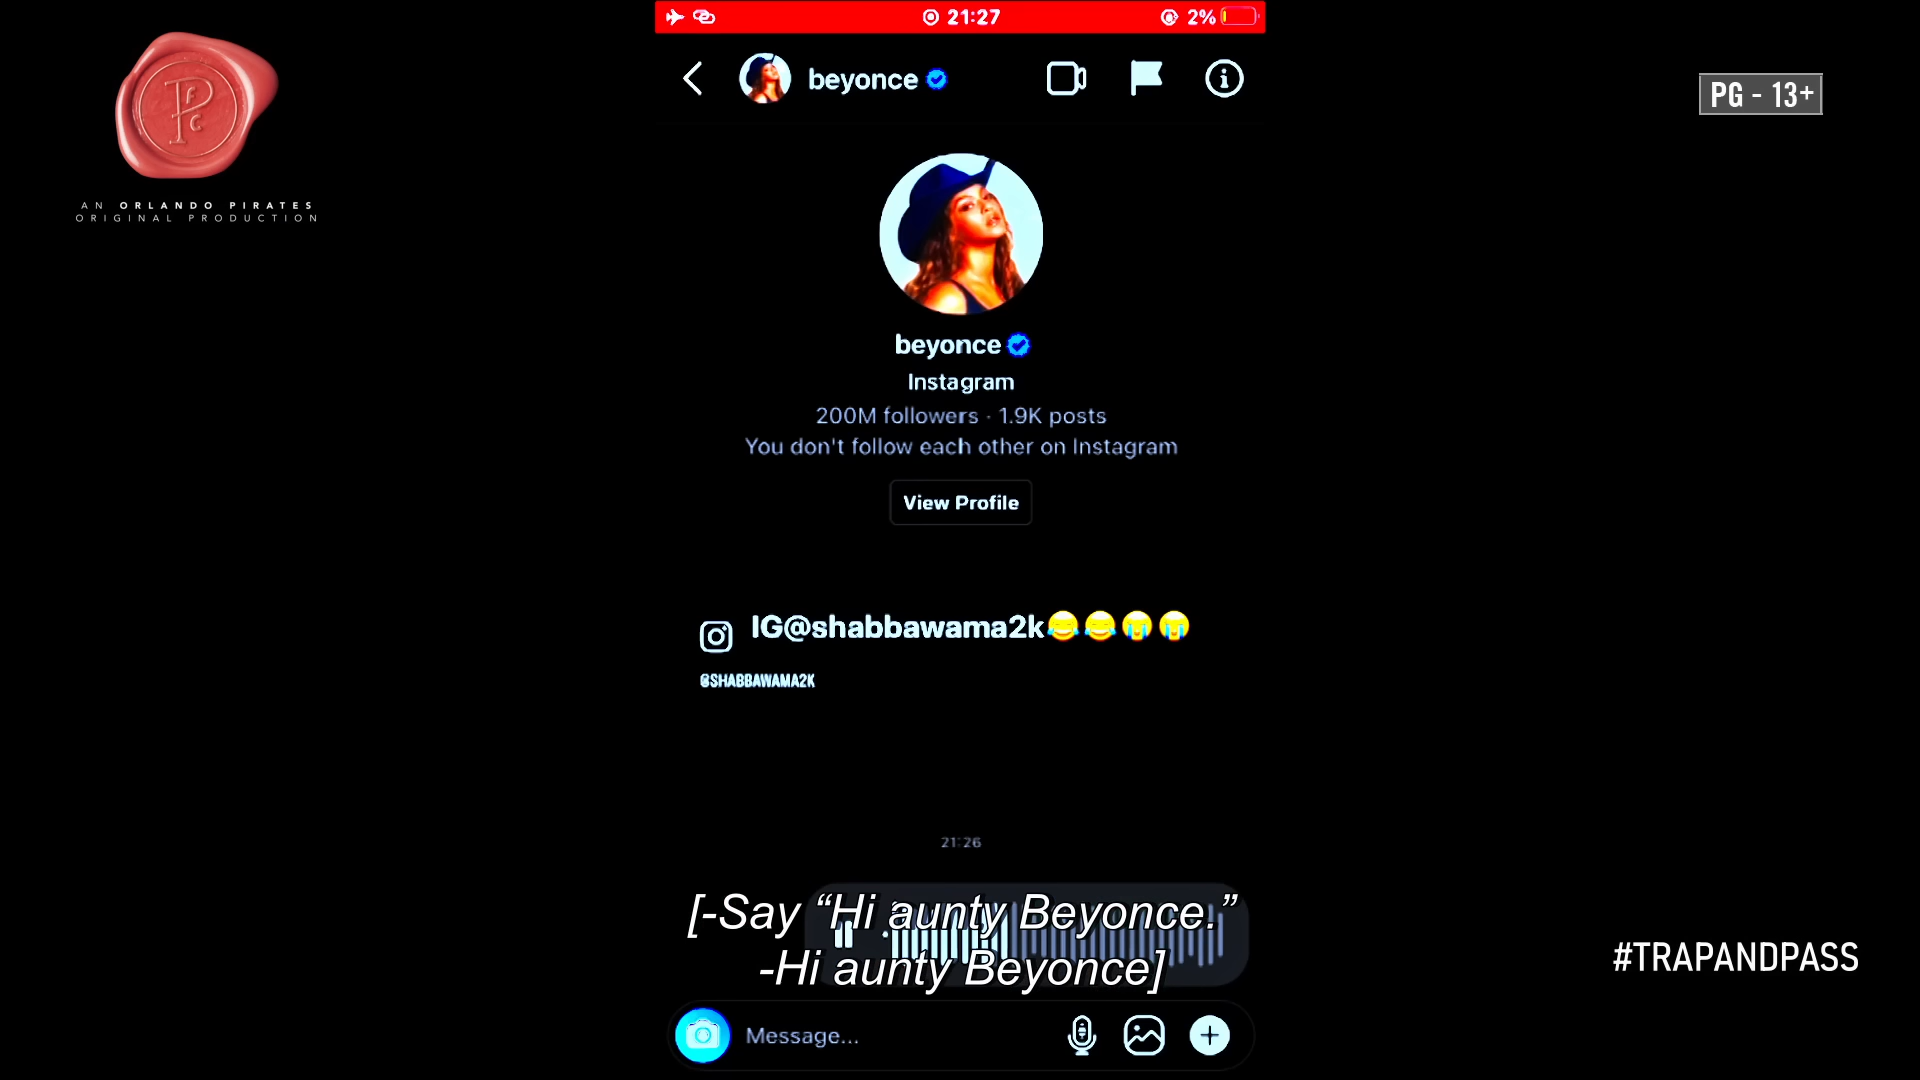 21:27
2%
beyonce
PG - 13+
AN ORLANDO PIRATES
ORIGINAL PRODUCTION
beyonce
Instagram
200M followers · 1.9K posts
You don't follow each other on Instagram
View Profile
IG@shabbawama2k😂😂😭😭
@SHABBAWAMA2K
21:26
[-Say “Hi aunty Beyonce.”
-Hi aunty Beyonce]
#TRAPANDPASS
Message...